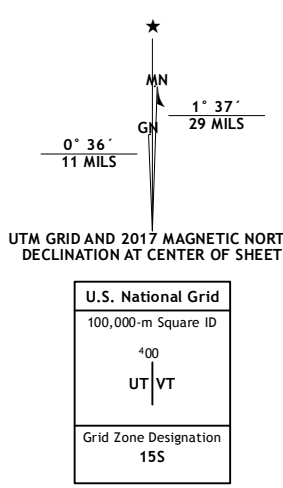 MN
1° 37´
29 MILS
GN
0° 36´
11 MILS
UTM GRID AND 2017 MAGNETIC NORT
DECLINATION AT CENTER OF SHEET
U.S. National Grid
100,000-m Square ID
⁴00
UT VT
Grid Zone Designation
15S